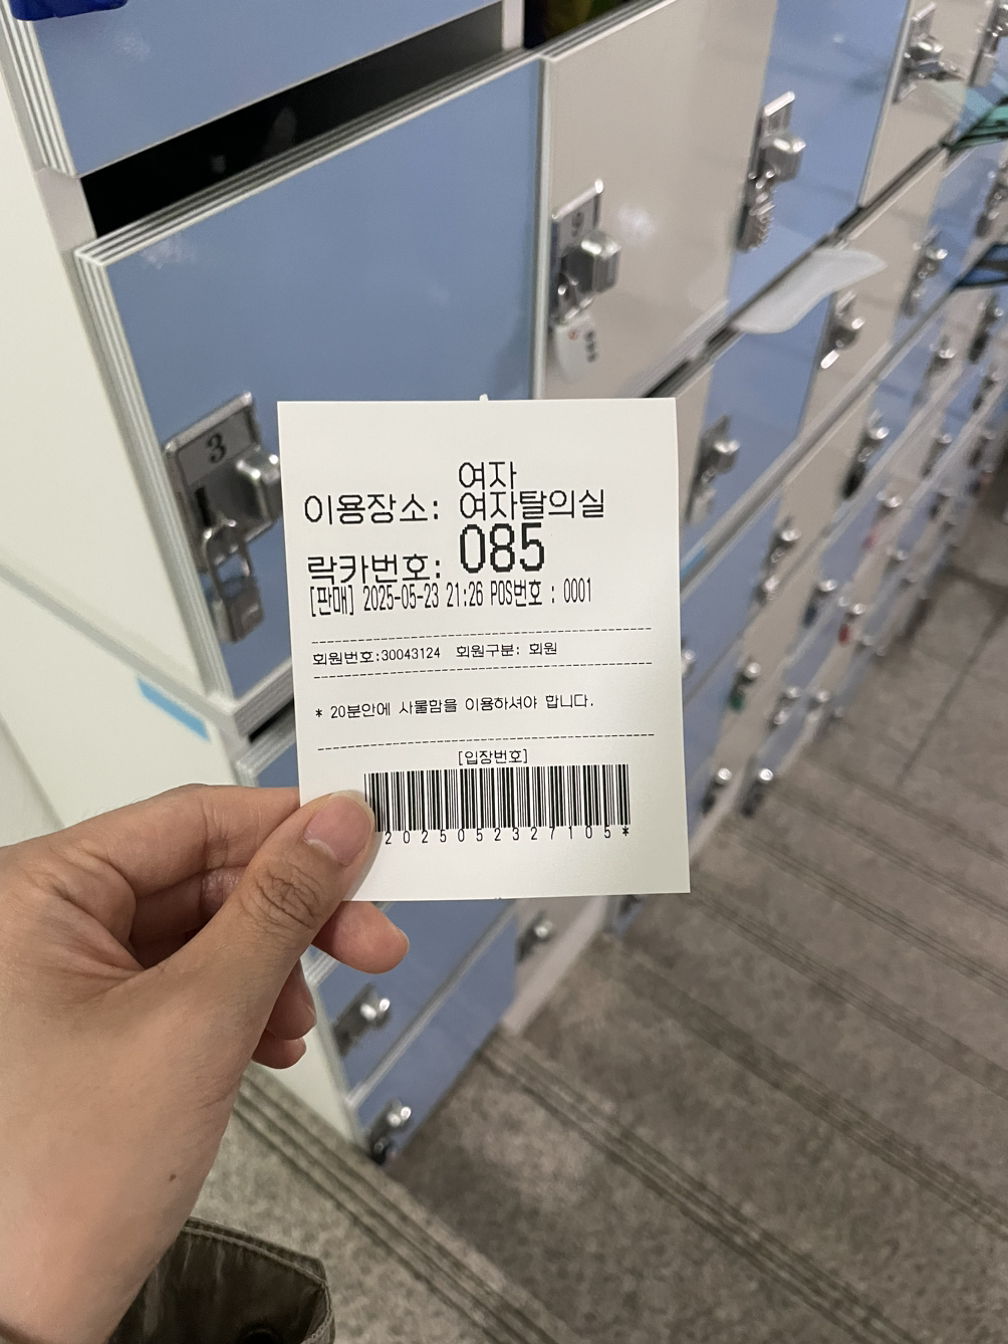 3
여자
이용장소: 여자탈의실
락카번호: 085
[판매] 2025-05-23 21:26 POS번호 : 0001
회원번호:30043124 회원구분: 회원
* 20분안에 사물함을 이용하셔야 합니다.
[입장번호]
2025052327105*